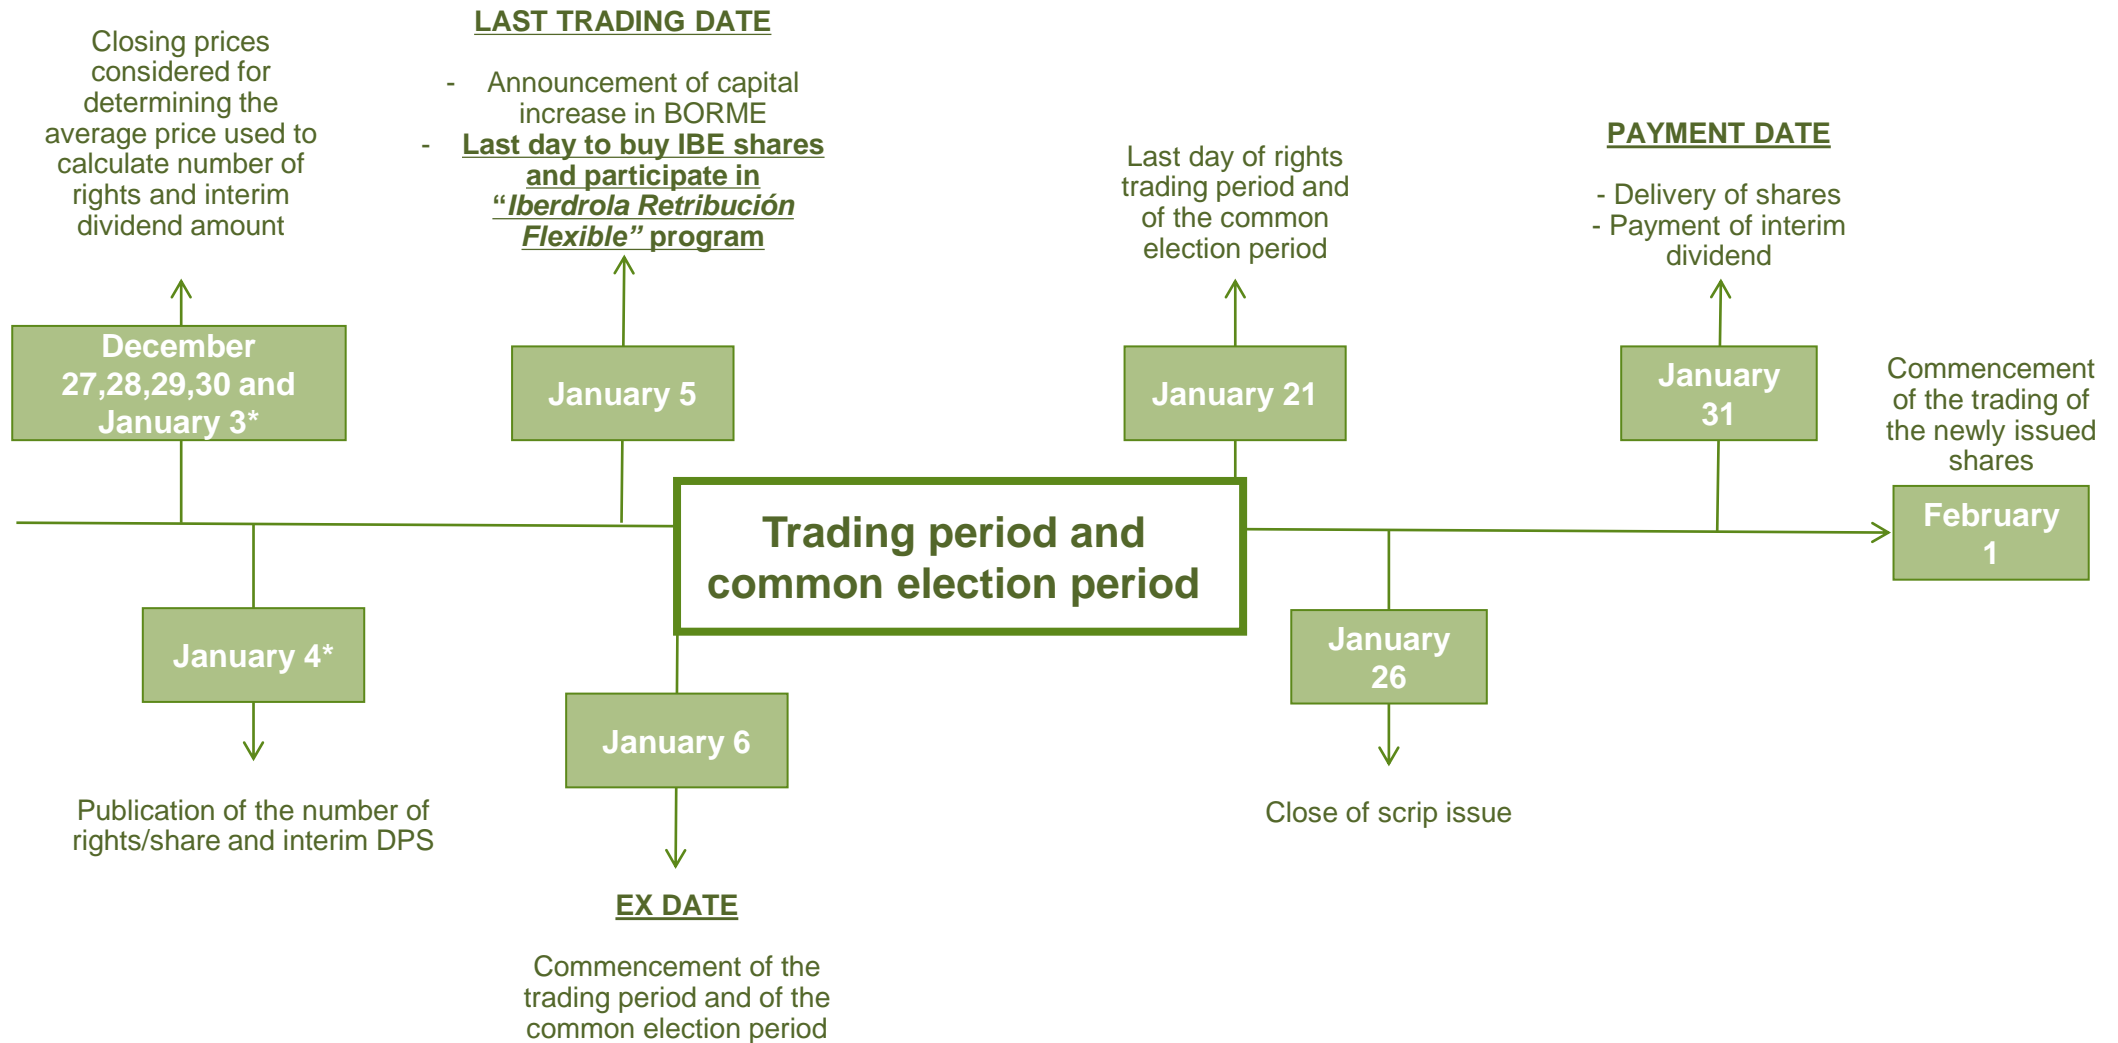 Closing prices
considered for
determining the
average price used to
calculate number of
rights and interim
dividend amount
LAST TRADING DATE
- Announcement of capital
increase in BORME
- Last day to buy IBE shares
and participate in
“Iberdrola Retribución
Flexible” program
Last day of rights
trading period and
of the common
election period
PAYMENT DATE
- Delivery of shares
- Payment of interim
dividend
December
27,28,29,30 and
January 3*
January 5
January 21
January
31
Commencement
of the trading of
the newly issued
shares
February
1
Trading period and
common election period
January 4*
January 6
January
26
Publication of the number of
rights/share and interim DPS
Close of scrip issue
EX DATE
Commencement of the
trading period and of the
common election period